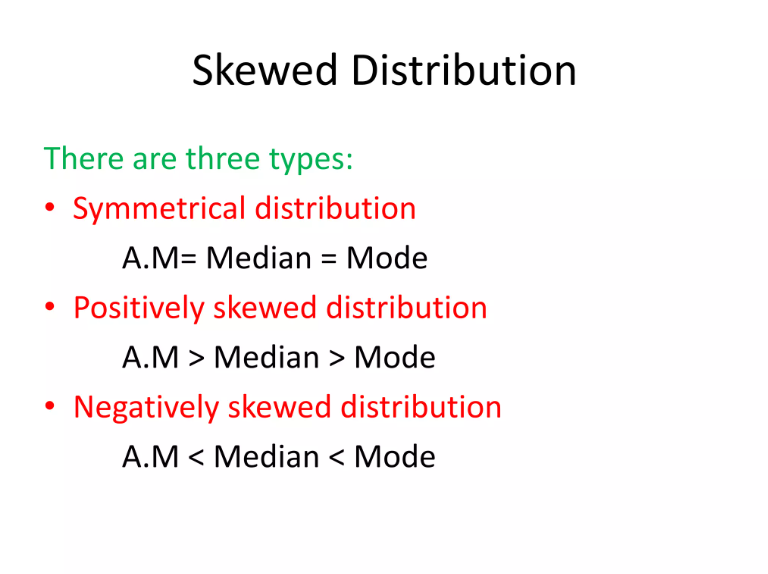 Skewed Distribution
There are three types:
• Symmetrical distribution
A.M= Median = Mode
• Positively skewed distribution
A.M > Median > Mode
• Negatively skewed distribution
A.M < Median < Mode